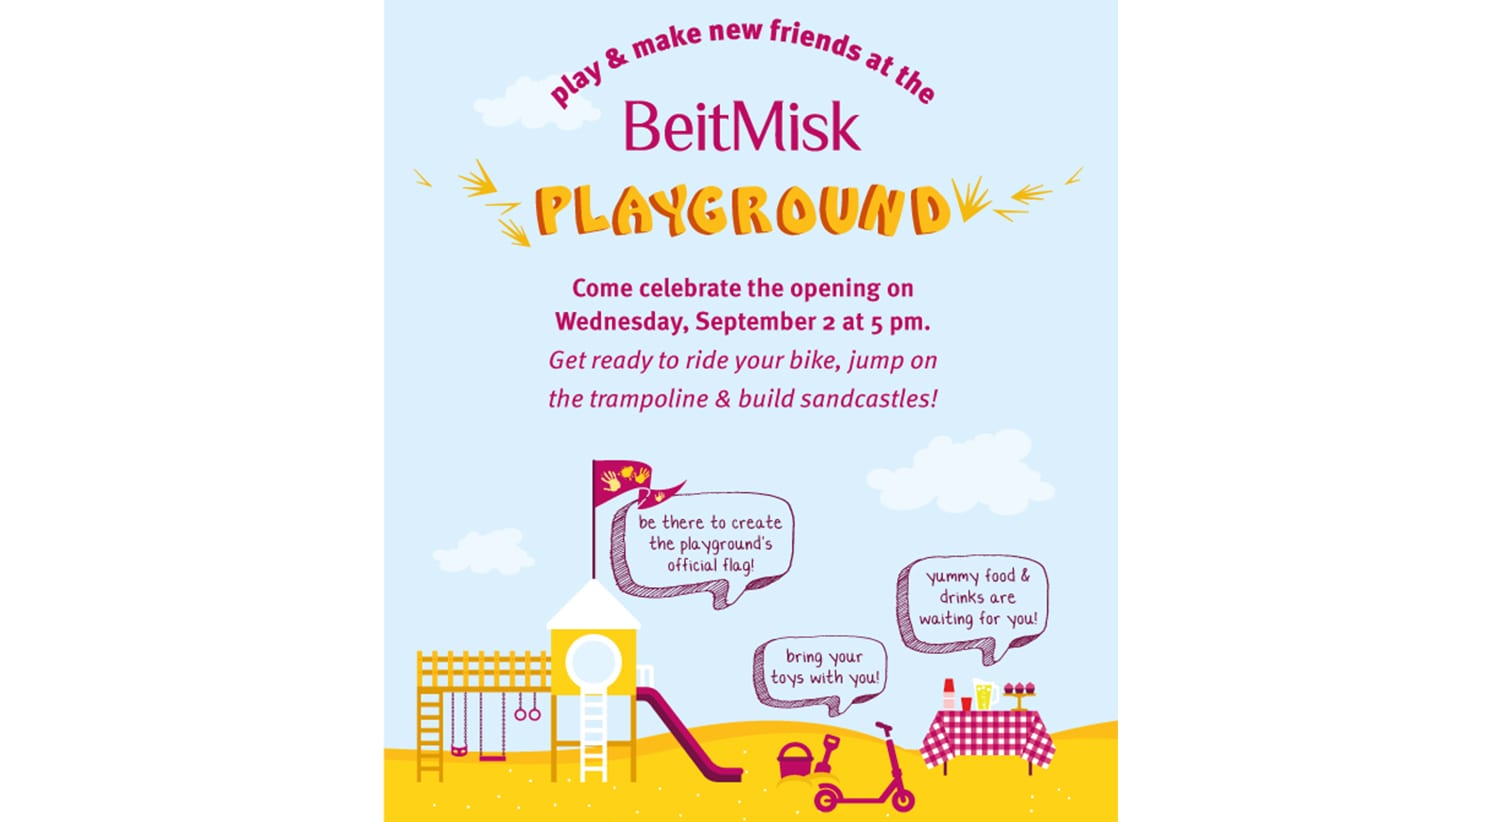 play & make new friends at the
BeitMisk
PLAYGROUND
Come celebrate the opening on
Wednesday, September 2 at 5 pm.
Get ready to ride your bike, jump on
the trampoline & build sandcastles!
be there to create
the playground's
official flag!
yummy food &
drinks are
waiting for you!
bring your
toys with you!